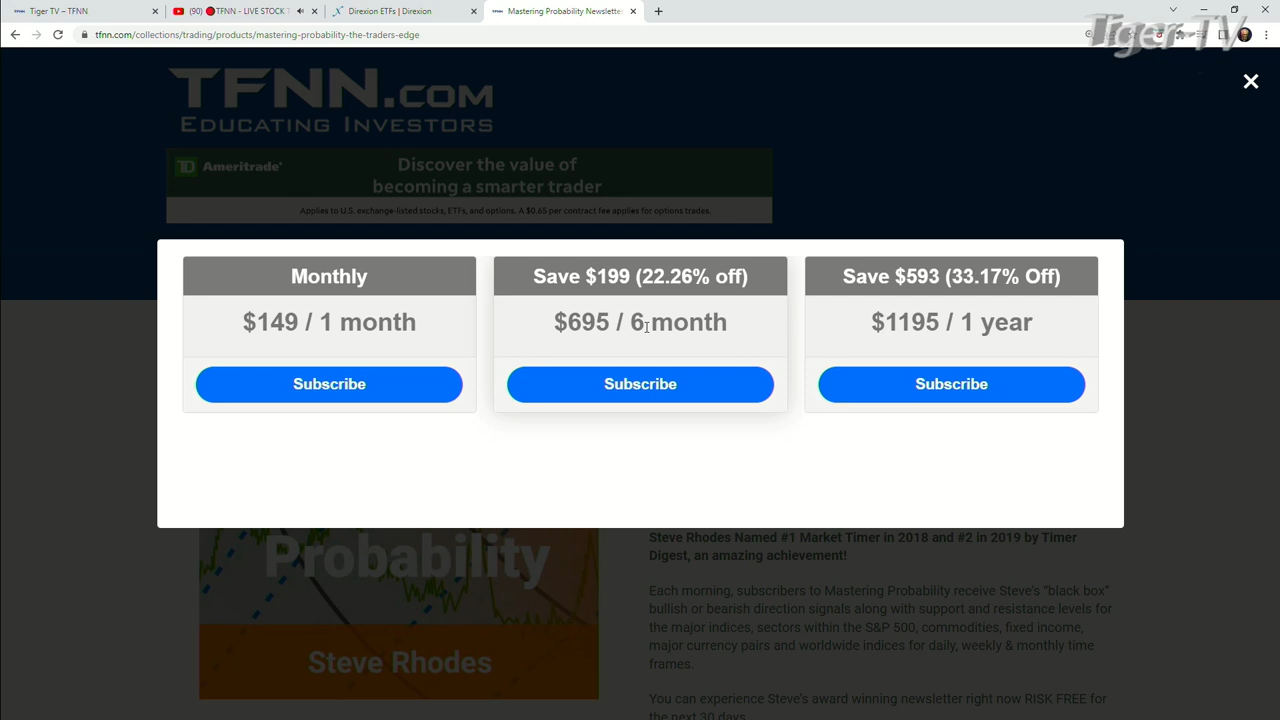 Tiger TV – TFNN
(90) 🔴TFNN - LIVE STOCK T
Direxion ETFs | Direxion
Mastering Probability Newslette
tfnn.com/collections/trading/products/mastering-probability-the-traders-edge
Tiger TV
TFNN.com
Educating Investors
TD Ameritrade
Discover the value of
becoming a smarter trader
Applies to U.S. exchange-listed stocks, ETFs, and options. A $0.65 per contract fee applies for options trades.
Monthly
$149 / 1 month
Subscribe
Save $199 (22.26% off)
$695 / 6 month
Subscribe
Save $593 (33.17% Off)
$1195 / 1 year
Subscribe
Probability
Steve Rhodes
Steve Rhodes Named #1 Market Timer in 2018 and #2 in 2019 by Timer
Digest, an amazing achievement!
Each morning, subscribers to Mastering Probability receive Steve's "black box"
bullish or bearish direction signals along with support and resistance levels for
the major indices, sectors within the S&P 500, commodities, fixed income,
major currency pairs and worldwide indices for daily, weekly & monthly time
frames.
You can experience Steve's award winning newsletter right now RISK FREE for
the next 30 days